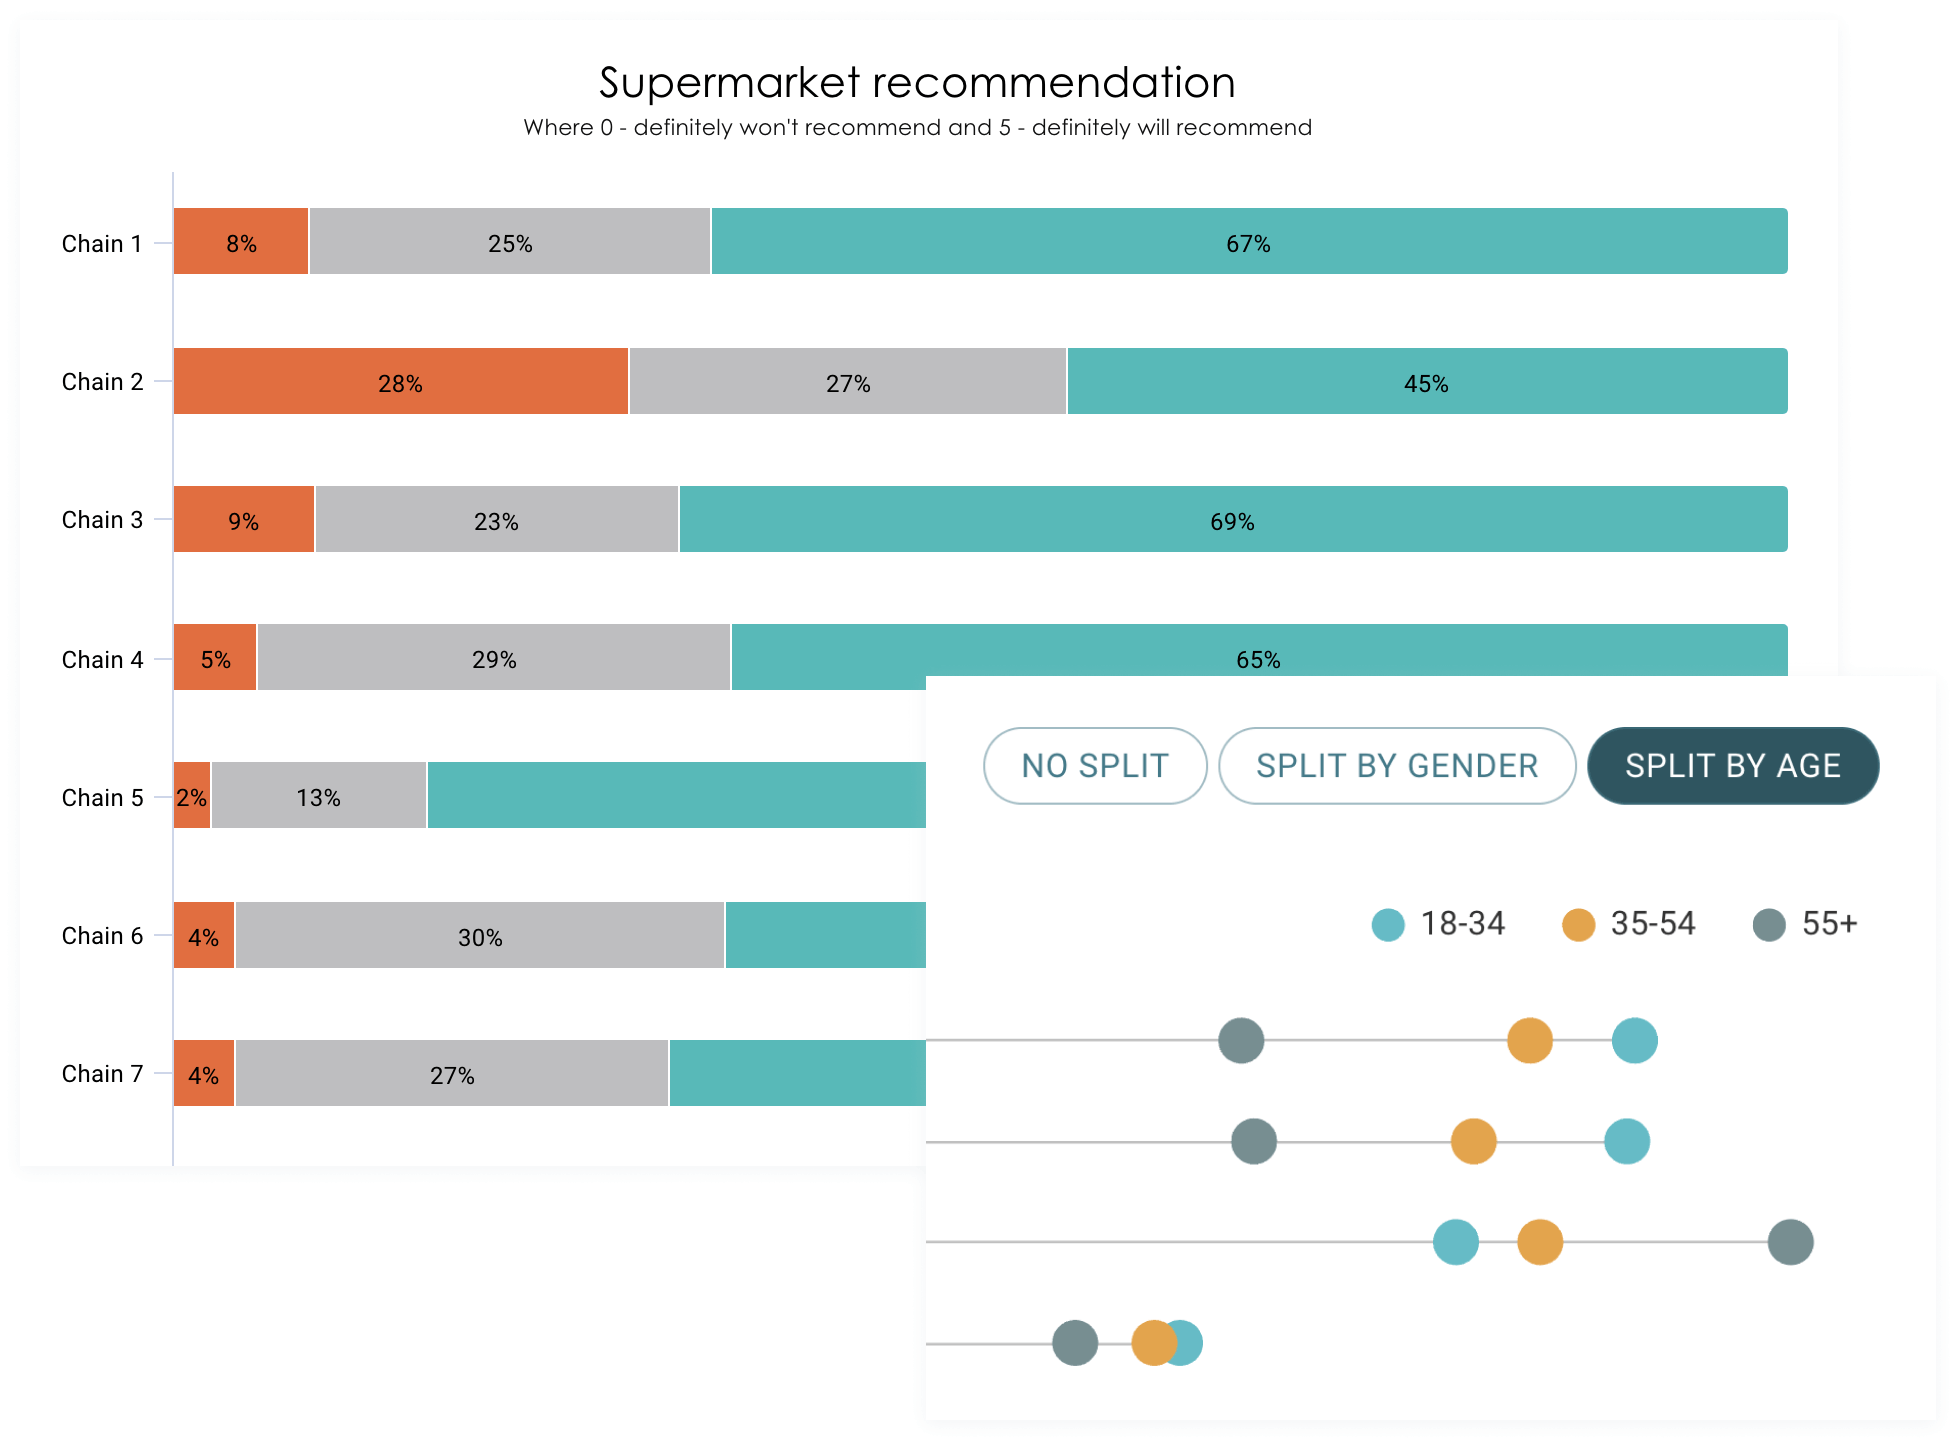 Supermarket recommendation
Where 0 - definitely won't recommend and 5 - definitely will recommend
Chain 1 8% 25% 67%
Chain 2 28% 27% 45%
Chain 3 9% 23% 69%
Chain 4 5% 29% 65%
Chain 5 2% 13%
Chain 6 4% 30%
Chain 7 4% 27%
NO SPLIT SPLIT BY GENDER SPLIT BY AGE
18-34 35-54 55+